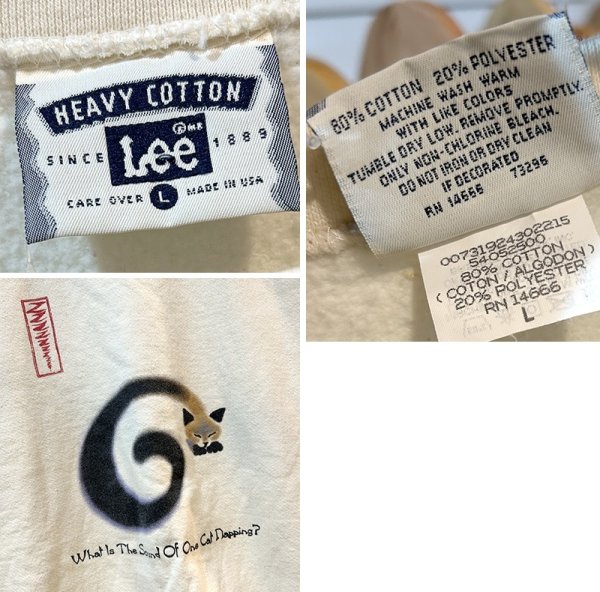 HEAVY COTTON
Lee ® MR
SINCE 1889
CARE OVER L MADE IN USA
80% COTTON 20% POLYESTER
MACHINE WASH WARM
WITH LIKE COLORS
TUMBLE DRY LOW. REMOVE PROMPTLY.
ONLY NON-CHLORINE BLEACH.
DO NOT IRON OR DRY CLEAN
IF DECORATED
RN 14666 73296
00731924302215
54082500
80% COTTON
(COTON/ALGODON)
20% POLYESTER
RN 14666
L
What Is The Sound Of One Cat Napping?